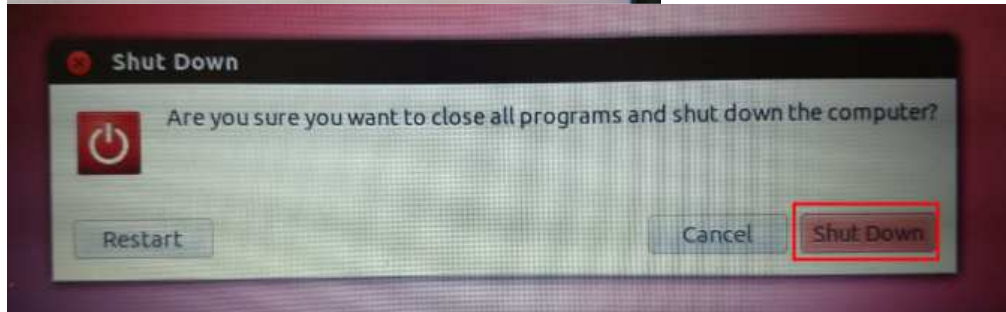 Shut Down
Are you sure you want to close all programs and shut down the computer?
Restart
Cancel
Shut Down